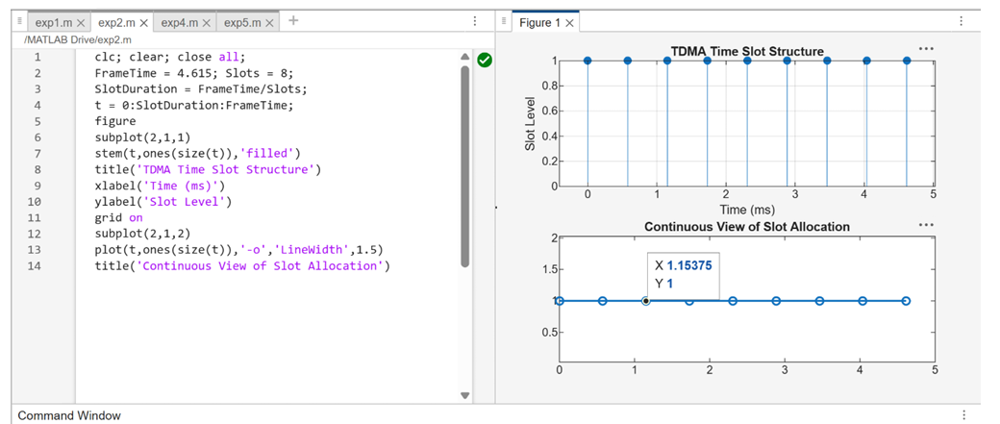 exp1.m × exp2.m × exp4.m × exp5.m × +
/MATLAB Drive/exp2.m
1 clc; clear; close all;
2 FrameTime = 4.615; Slots = 8;
3 SlotDuration = FrameTime/Slots;
4 t = 0:SlotDuration:FrameTime;
5 figure
6 subplot(2,1,1)
7 stem(t,ones(size(t)),'filled')
8 title('TDMA Time Slot Structure')
9 xlabel('Time (ms)')
10 ylabel('Slot Level')
11 grid on
12 subplot(2,1,2)
13 plot(t,ones(size(t)),'-o','LineWidth',1.5)
14 title('Continuous View of Slot Allocation')
Figure 1 ×
TDMA Time Slot Structure
1
0.8
0.6
0.4
0.2
0
Slot Level
0 1 2 3 4 5
Time (ms)
Continuous View of Slot Allocation
2
1.5
1
0.5
X 1.15375
Y 1
0 1 2 3 4 5
Command Window